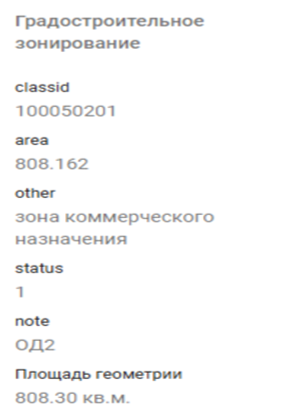 Градостроительное
зонирование
classid
100050201
area
808.162
other
зона коммерческого
назначения
status
1
note
ОД2
Площадь геометрии
808.30 кв.м.